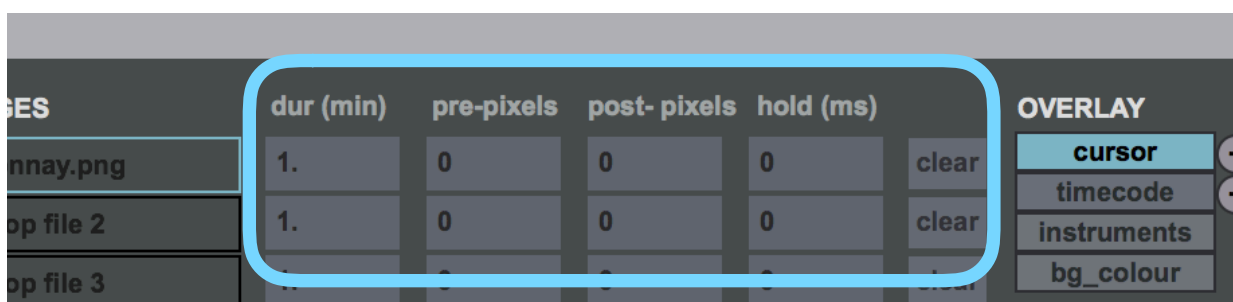 GES dur (min) pre-pixels post- pixels hold (ms) OVERLAY
nnay.png 1. 0 0 0 clear cursor
timecode
op file 2 1. 0 0 0 clear instruments
op file 3 bg_colour